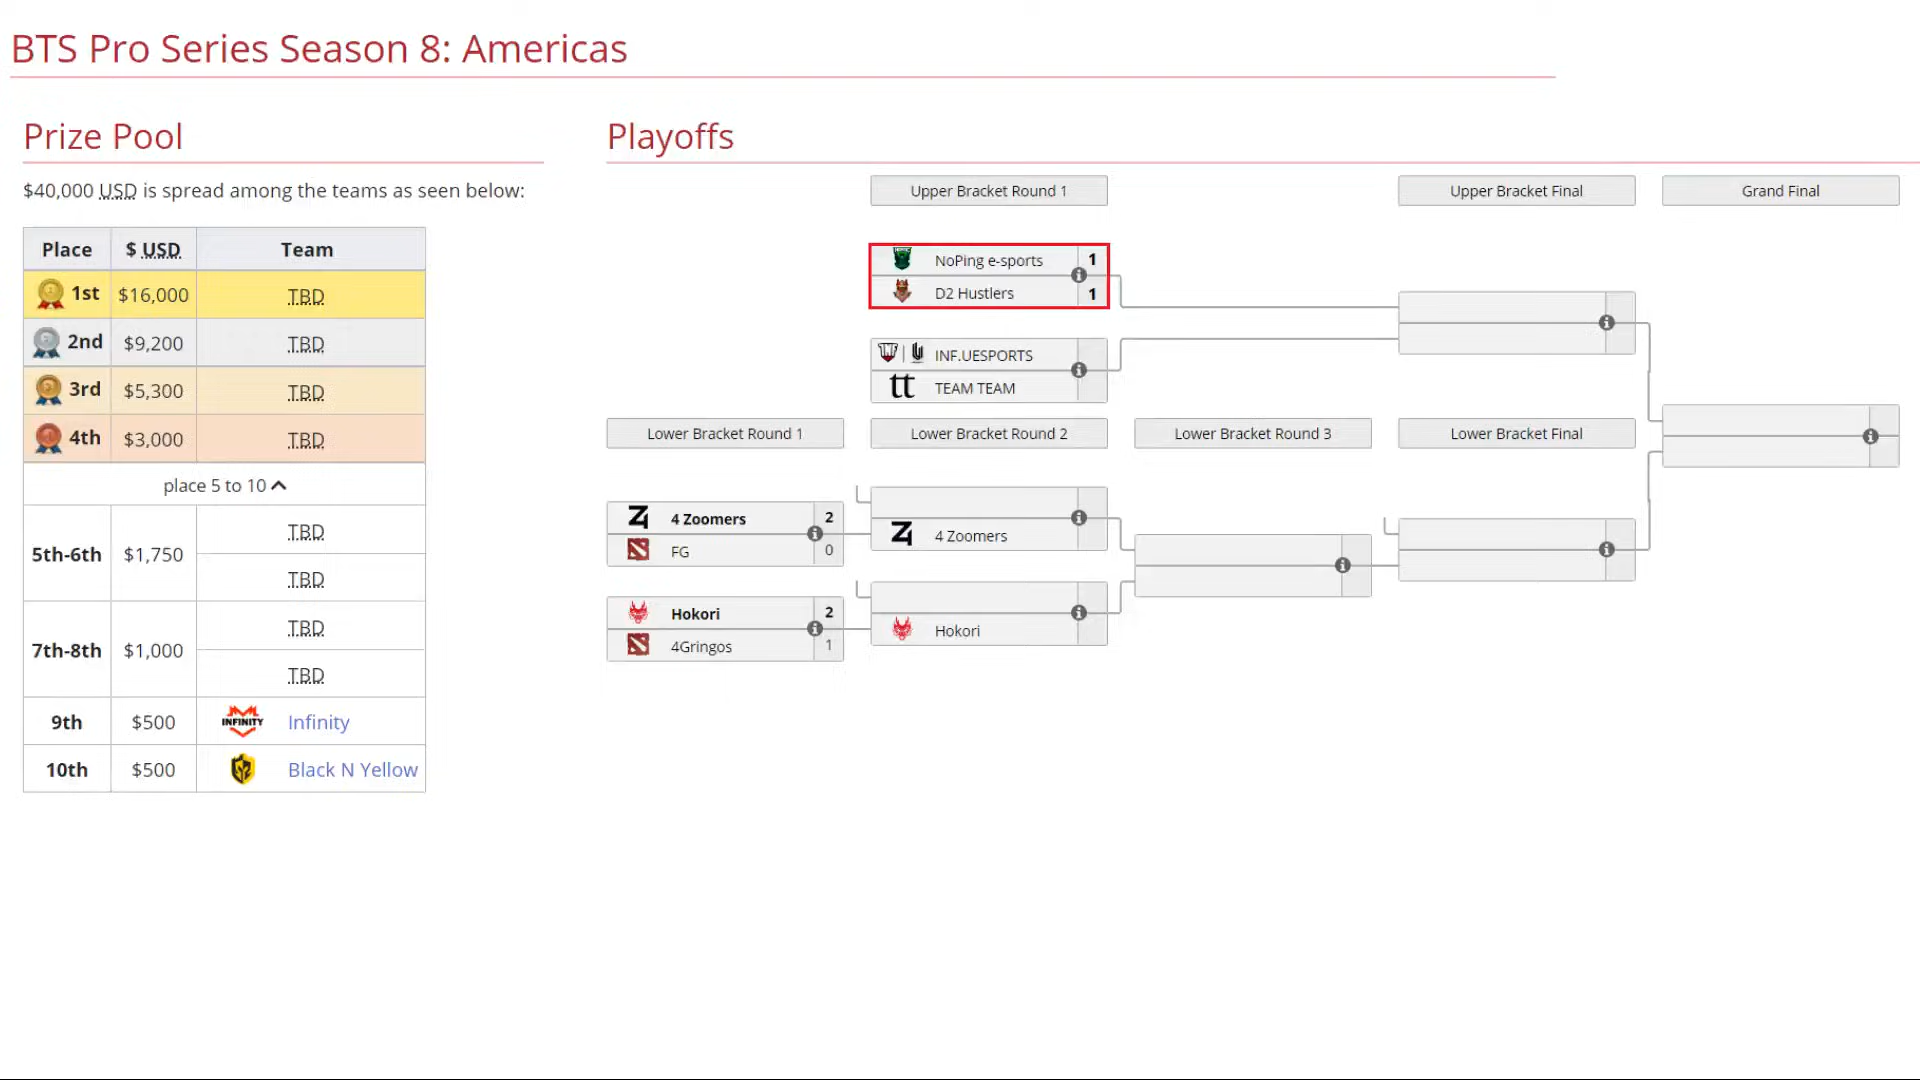 BTS Pro Series Season 8: Americas
Prize Pool
$40,000 USD is spread among the teams as seen below:
Place $ USD Team
1st $16,000 TBD
2nd $9,200 TBD
3rd $5,300 TBD
4th $3,000 TBD
place 5 to 10
5th-6th $1,750 TBD
TBD
7th-8th $1,000 TBD
TBD
9th $500 INFINITY Infinity
10th $500 Black N Yellow
Playoffs
Upper Bracket Round 1 Upper Bracket Final Grand Final
NoPing e-sports 1
D2 Hustlers 1
INF.UESPORTS
tt TEAM TEAM
Lower Bracket Round 1 Lower Bracket Round 2 Lower Bracket Round 3 Lower Bracket Final
4 Zoomers 2
FG 0
4 Zoomers
Hokori 2
4Gringos 1
Hokori